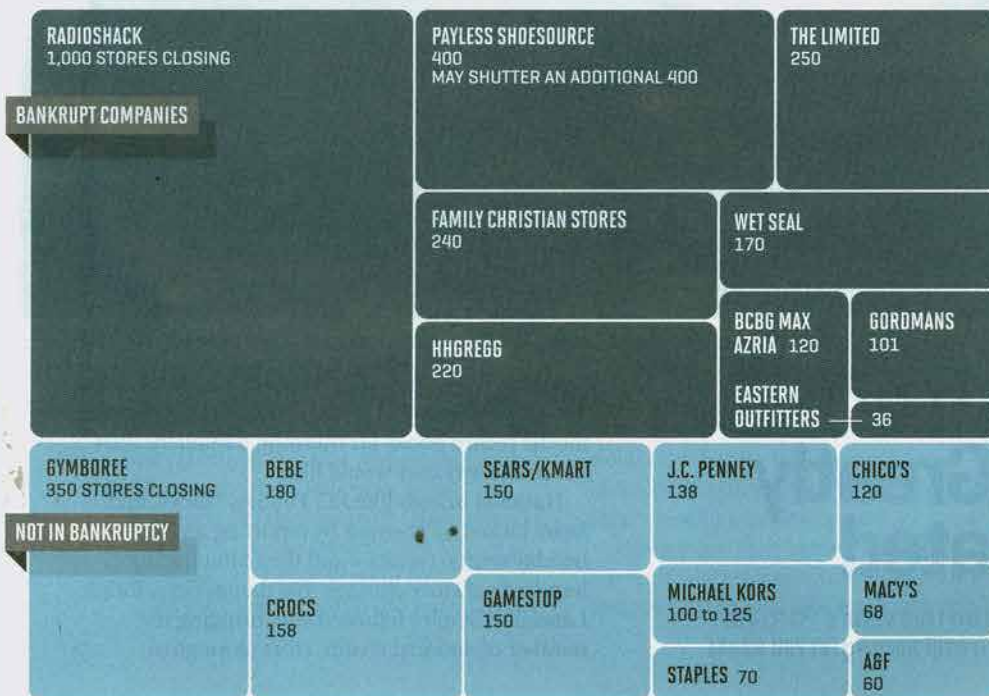 RADIOSHACK
1,000 STORES CLOSING
BANKRUPT COMPANIES
PAYLESS SHOESOURCE
400
MAY SHUTTER AN ADDITIONAL 400
THE LIMITED
250
FAMILY CHRISTIAN STORES
240
WET SEAL
170
HHGREGG
220
BCBG MAX
AZRIA 120
GORDMANS
101
EASTERN
OUTFITTERS — 36
GYMBOREE
350 STORES CLOSING
NOT IN BANKRUPTCY
BEBE
180
SEARS/KMART
150
J.C. PENNEY
138
CHICO'S
120
CROCS
158
GAMESTOP
150
MICHAEL KORS
100 to 125
MACY'S
68
STAPLES 70
A&F
60